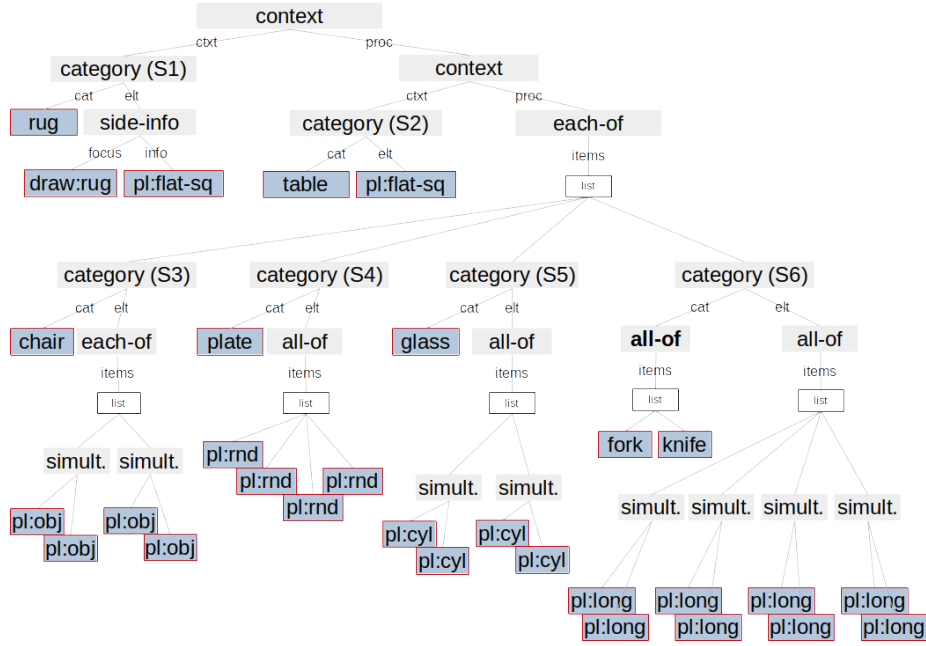 context
ctxt proc
category (S1) context
cat elt ctxt proc
rug side-info category (S2) each-of
focus info cat elt items
draw:rug pl:flat-sq table pl:flat-sq list
category (S3) category (S4) category (S5) category (S6)
cat elt cat elt cat elt cat elt
chair each-of plate all-of glass all-of all-of all-of
items items items items items
list list list list list
fork knife
pl:rnd
simult. simult.
pl:rnd pl:rnd
simult. simult.
pl:rnd
simult. simult. simult. simult.
pl:obj pl:obj
pl:cyl pl:cyl
pl:obj pl:obj
pl:cyl pl:cyl
pl:long pl:long pl:long pl:long
pl:long pl:long pl:long pl:long